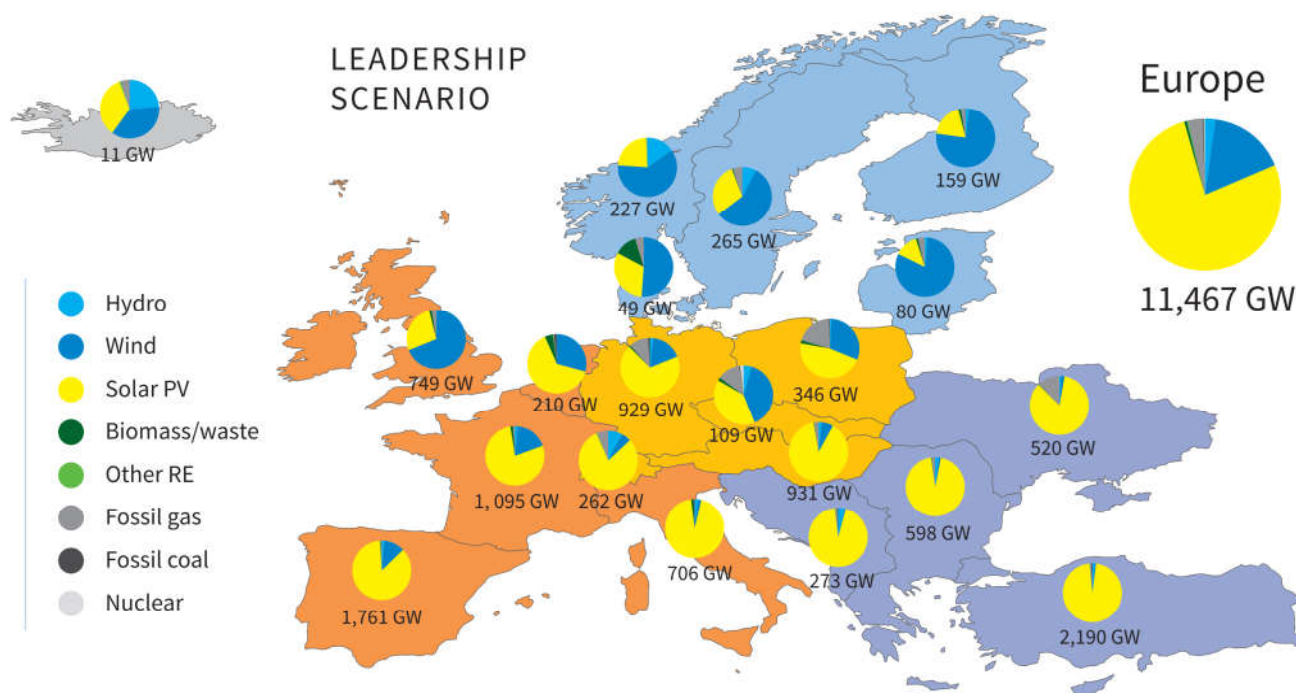 LEADERSHIP
SCENARIO
Europe
11,467 GW
11 GW
227 GW
265 GW
159 GW
49 GW
80 GW
Hydro
Wind
Solar PV
Biomass/waste
Other RE
Fossil gas
Fossil coal
Nuclear
749 GW
210 GW
929 GW
346 GW
109 GW
520 GW
1, 095 GW
262 GW
931 GW
598 GW
1,761 GW
706 GW
273 GW
2,190 GW